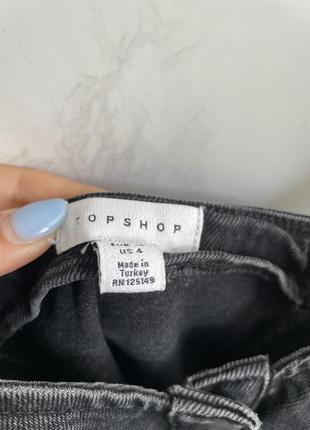 TOPSHOP
US 4
Made in
Turkey
RN125149